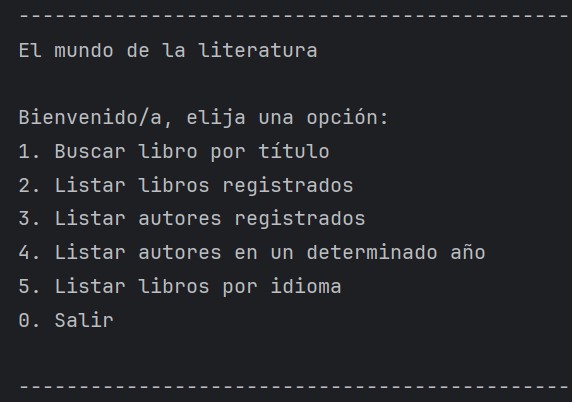 ------------------------------------------------
El mundo de la literatura
Bienvenido/a, elija una opción:
1. Buscar libro por título
2. Listar libros registrados
3. Listar autores registrados
4. Listar autores en un determinado año
5. Listar libros por idioma
0. Salir
------------------------------------------------